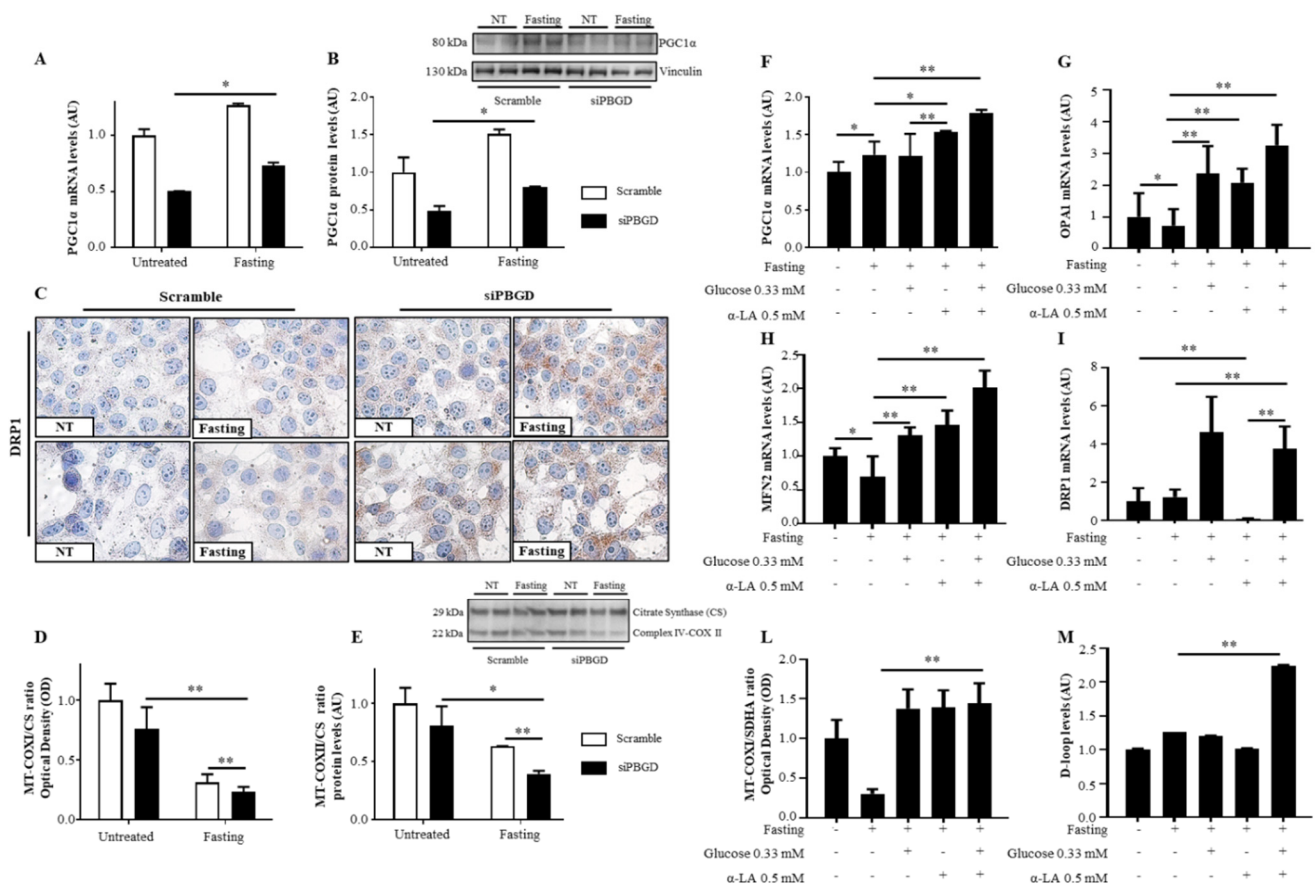 A
PGC1α mRNA levels (AU)
1.0
0.5
0.0
*
Untreated Fasting
B
NT Fasting NT Fasting
80 kDa PGC1α
130 kDa Vinculin
Scramble siPBGD
PGC1α protein levels (AU)
2.0
1.5
1.0
0.5
0.0
*
Untreated Fasting
Scramble
siPBGD
C
Scramble siPBGD
DRP1
NT Fasting NT Fasting
NT Fasting NT Fasting
D
MT-COXI/CS ratio
Optical Density (OD)
1.0
0.5
0.0
**
**
Untreated Fasting
E
NT Fasting NT Fasting
29 kDa Citrate Synthase (CS)
22 kDa Complex IV-COX II
Scramble siPBGD
MT-COXII/CS ratio
protein levels (AU)
1.0
0.5
0.0
*
**
Untreated Fasting
Scramble
siPBGD
F
PGC1α mRNA levels (AU)
2.0
1.5
1.0
0.5
0.0
**
*
* **
Fasting - + + + +
Glucose 0.33 mM - - + - +
α-LA 0.5 mM - - - + +
G
OPA1 mRNA levels (AU)
5
4
3
2
1
0
**
**
**
*
Fasting - + + + +
Glucose 0.33 mM - - + - +
α-LA 0.5 mM - - - + +
H
MFN2 mRNA levels (AU)
2.5
2.0
1.5
1.0
0.5
0.0
**
**
* **
Fasting - + + + +
Glucose 0.33 mM - - + - +
α-LA 0.5 mM - - - + +
I
DRP1 mRNA levels (AU)
8
6
4
2
0
**
**
**
Fasting - + + + +
Glucose 0.33 mM - - + - +
α-LA 0.5 mM - - - + +
L
MT-COXI/SDHA ratio
Optical Density (OD)
2.0
1.5
1.0
0.5
0.0
**
Fasting - + + + +
Glucose 0.33 mM - - + - +
α-LA 0.5 mM - - - + +
M
D-loop levels (AU)
2.5
2.0
1.5
1.0
0.5
0.0
**
Fasting - + + + +
Glucose 0.33 mM - - + - +
α-LA 0.5 mM - - - + +